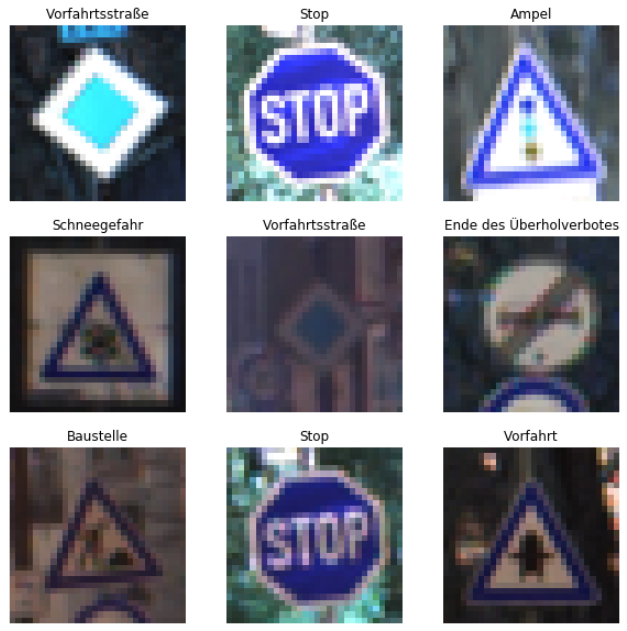 Vorfahrtsstraße
Stop
Ampel
STOP
Schneegefahr
Vorfahrtsstraße
Ende des Überholverbotes
Baustelle
Stop
Vorfahrt
STOP